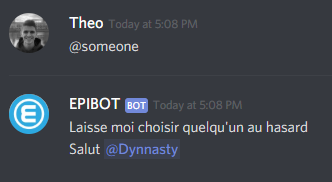 Theo Today at 5:08 PM
@someone
EPIBOT BOT Today at 5:08 PM
Laisse moi choisir quelqu'un au hasard
Salut @Dynnasty